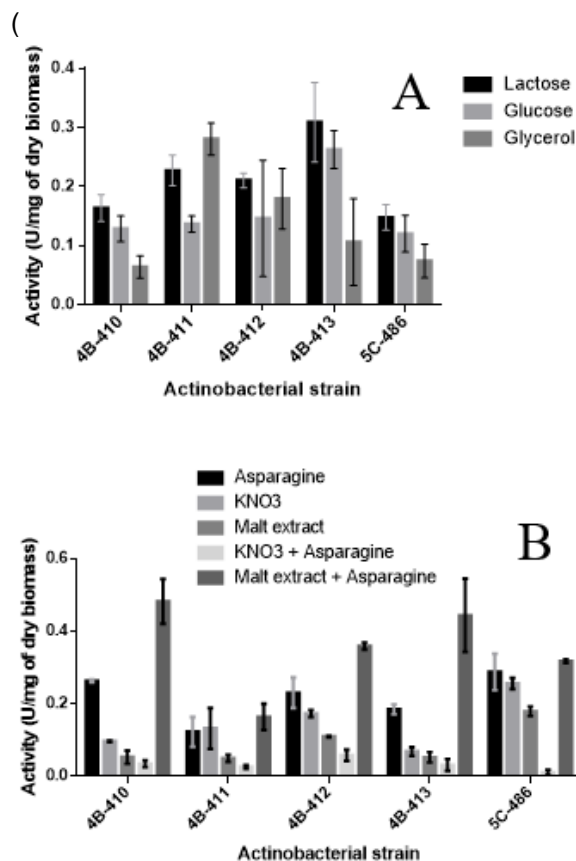 (
A
Lactose
Glucose
Glycerol
Activity (U/mg of dry biomass)
0.4
0.3
0.2
0.1
0.0
4B-410
4B-411
4B-412
4B-413
5C-486
Actinobacterial strain
Asparagine
KNO3
Malt extract
KNO3 + Asparagine
Malt extract + Asparagine
B
Activity (U/mg of dry biomass)
0.6
0.4
0.2
0.0
4B-410
4B-411
4B-412
4B-413
5C-486
Actinobacterial strain